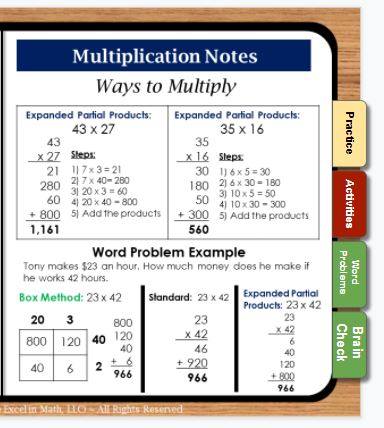 Multiplication Notes
Ways to Multiply
Expanded Partial Products:
43 x 27
43
x 27
21
280
60
+ 800
1,161
Steps:
1) 7 x 3 = 21
2) 7 x 40= 280
3) 20 x 3 = 60
4) 20 x 40 = 800
5) Add the products
Expanded Partial Products:
35 x 16
35
x 16
30
180
50
+ 300
560
Steps:
1) 6 x 5 = 30
2) 6 x 30 = 180
3) 10 x 5 = 50
4) 10 x 30 = 300
5) Add the products
Word Problem Example
Tony makes $23 an hour. How much money does he make if
he works 42 hours.
Box Method: 23 x 42
20 3
800 120 40
40 6 2
800
120
40
+ 6
966
Standard: 23 x 42
23
x 42
46
+ 920
966
Expanded Partial
Products: 23 x 42
23
x 42
6
40
120
+ 800
966
Practice
Activities
Word
Problems
Brain
Check
Excel in Math, LLC ~ All Rights Reserved